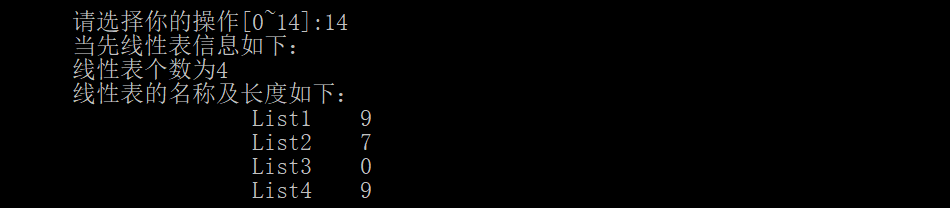 请选择你的操作[0~14]:14
当先线性表信息如下:
线性表个数为4
线性表的名称及长度如下:
List1 9
List2 7
List3 0
List4 9